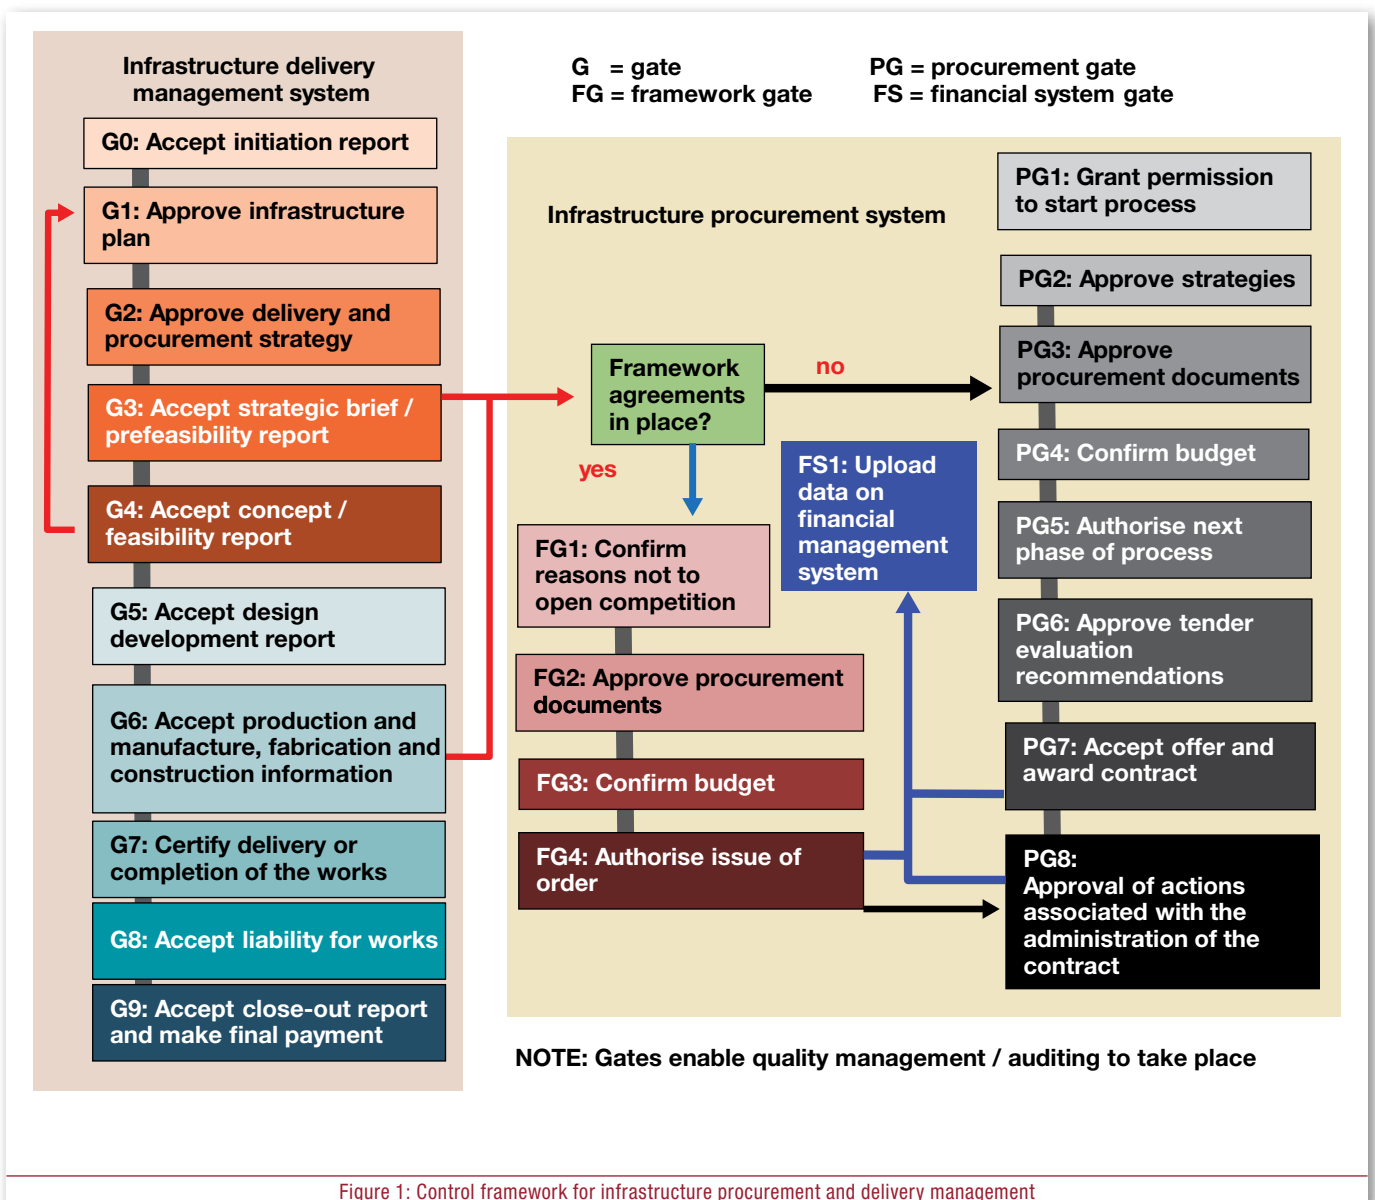 Infrastructure delivery
management system
G0: Accept initiation report
G1: Approve infrastructure
plan
G2: Approve delivery and
procurement strategy
G3: Accept strategic brief /
prefeasibility report
G4: Accept concept /
feasibility report
G5: Accept design
development report
G6: Accept production and
manufacture, fabrication and
construction information
G7: Certify delivery or
completion of the works
G8: Accept liability for works
G9: Accept close-out report
and make final payment
G = gate
FG = framework gate
PG = procurement gate
FS = financial system gate
Infrastructure procurement system
Framework
agreements
in place?
no
yes
FG1: Confirm
reasons not to
open competition
FG2: Approve procurement
documents
FG3: Confirm budget
FG4: Authorise issue of
order
FS1: Upload
data on
financial
management
system
PG1: Grant permission
to start process
PG2: Approve strategies
PG3: Approve
procurement documents
PG4: Confirm budget
PG5: Authorise next
phase of process
PG6: Approve tender
evaluation
recommendations
PG7: Accept offer and
award contract
PG8:
Approval of actions
associated with the
administration of the
contract
NOTE: Gates enable quality management / auditing to take place
Figure 1: Control framework for infrastructure procurement and delivery management